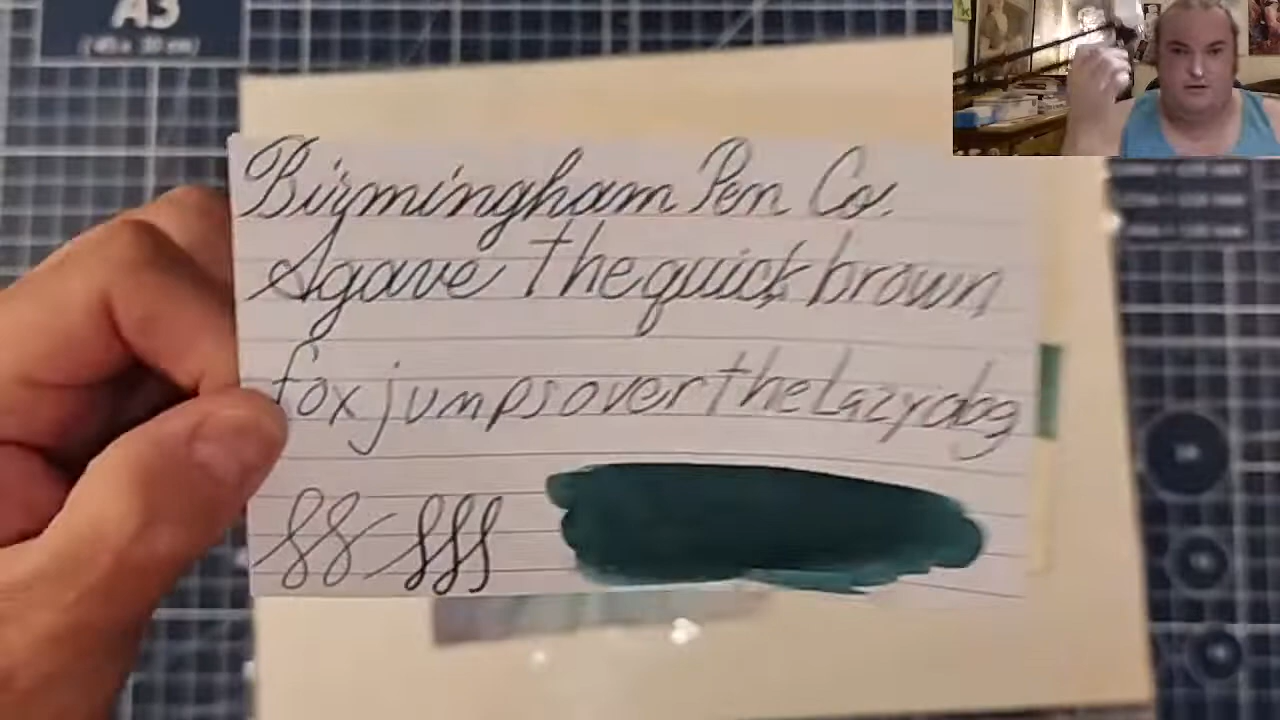 A3
Birmingham Pen Co.
Agave the quick brown
fox jumps over the Lazy dog